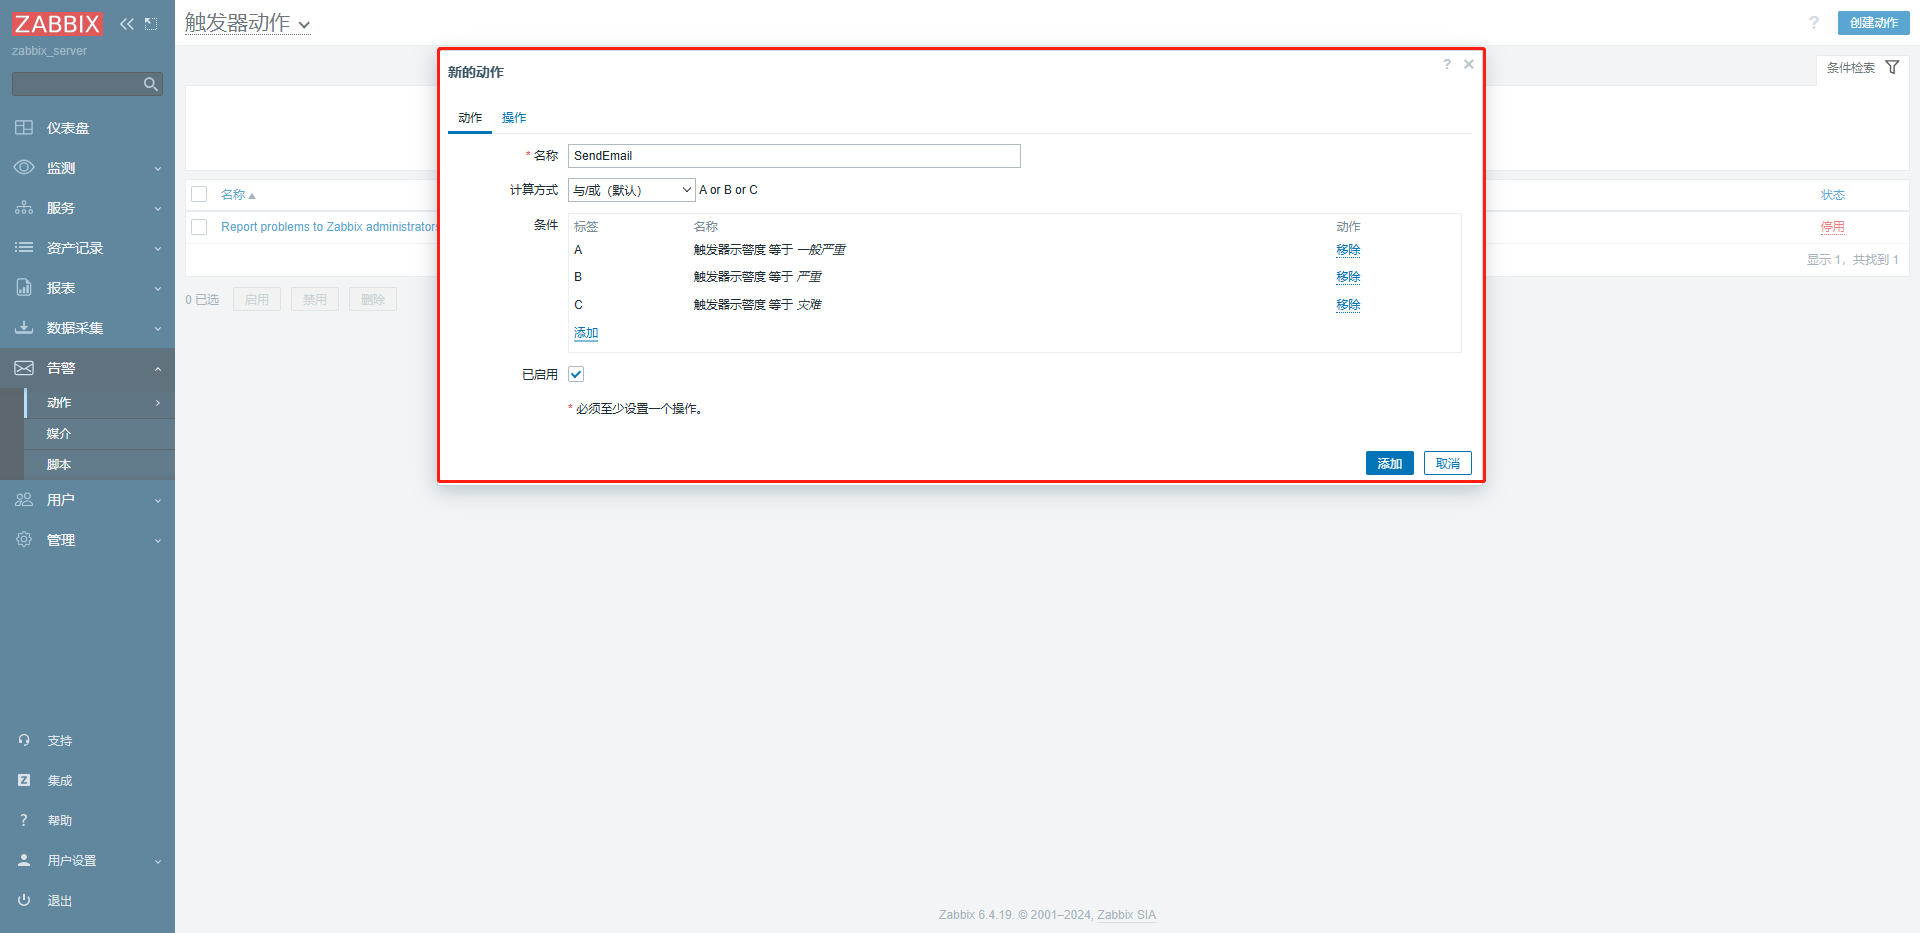 ZABBIX
zabbix_server
仪表盘
监测
服务
资产记录
报表
数据采集
告警
动作
媒介
脚本
用户
管理
支持
集成
帮助
用户设置
退出
触发器动作
? 创建动作
条件检索
名称 状态
Report problems to Zabbix administrators 停用
显示 1，共找到 1
0 已选 启用 禁用 删除
新的动作 ?
动作 操作
* 名称 SendEmail
计算方式 与/或（默认） A or B or C
条件 标签 名称 动作
A 触发器示警度 等于 一般严重 移除
B 触发器示警度 等于 严重 移除
C 触发器示警度 等于 灾难 移除
添加
已启用
* 必须至少设置一个操作。
添加 取消
Zabbix 6.4.19. © 2001–2024, Zabbix SIA